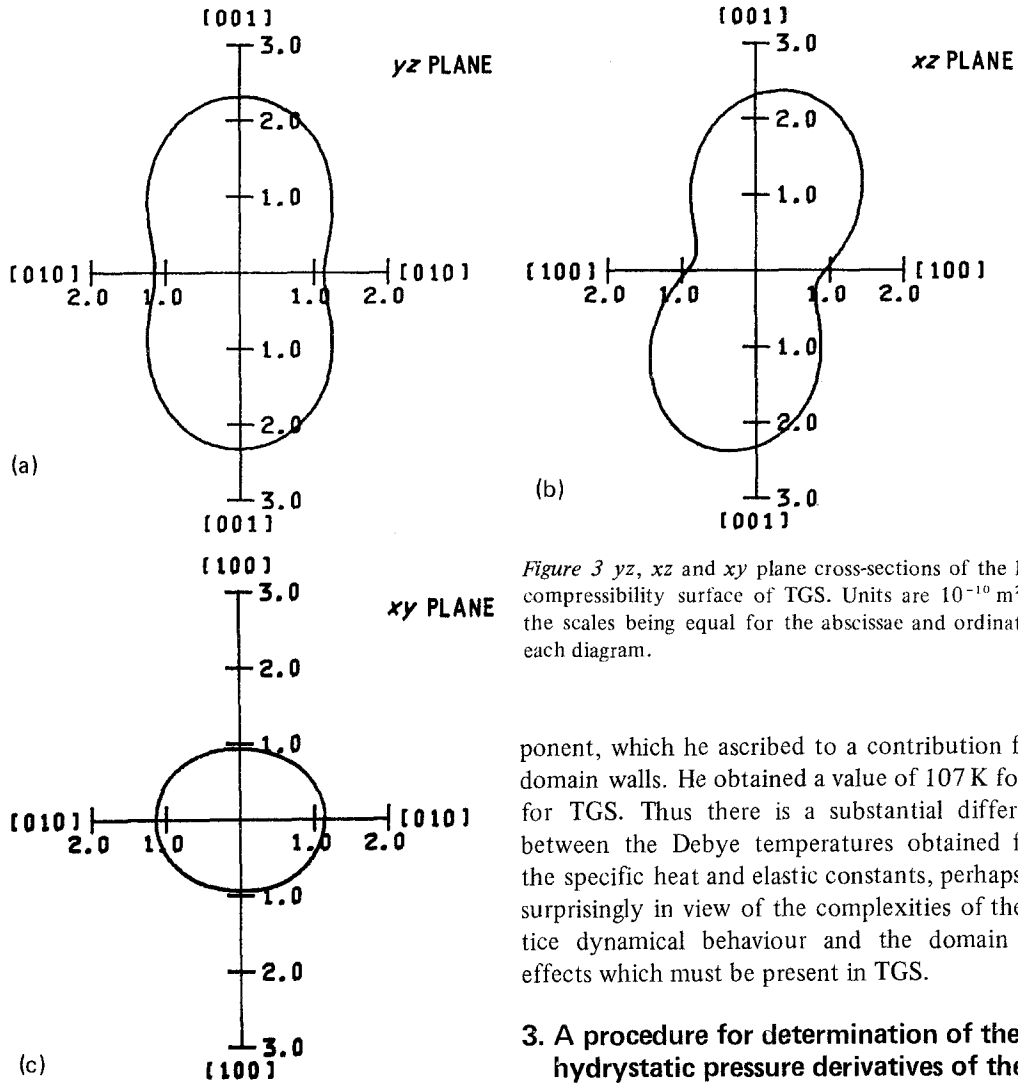 [001]
3.0
yz PLANE
2.0
1.0
[010] [010]
2.0 1.0 1.0 2.0
1.0
2.0
(a)
3.0
[001]
[001]
3.0
xz PLANE
2.0
1.0
[100] [100]
2.0 1.0 1.0 2.0
1.0
2.0
(b)
3.0
[001]
[100]
3.0
xy PLANE
2.0
1.0
[010] [010]
2.0 1.0 1.0 2.0
1.0
2.0
(c)
3.0
[100]
Figure 3 yz, xz and xy plane cross-sections of the
compressibility surface of TGS. Units are 10⁻¹⁰ m²
the scales being equal for the abscissae and ordinat
each diagram.
ponent, which he ascribed to a contribution f
domain walls. He obtained a value of 107 K fo
for TGS. Thus there is a substantial differ
between the Debye temperatures obtained f
the specific heat and elastic constants, perhaps
surprisingly in view of the complexities of the
tice dynamical behaviour and the domain
effects which must be present in TGS.
3. A procedure for determination of the
hydrystatic pressure derivatives of the